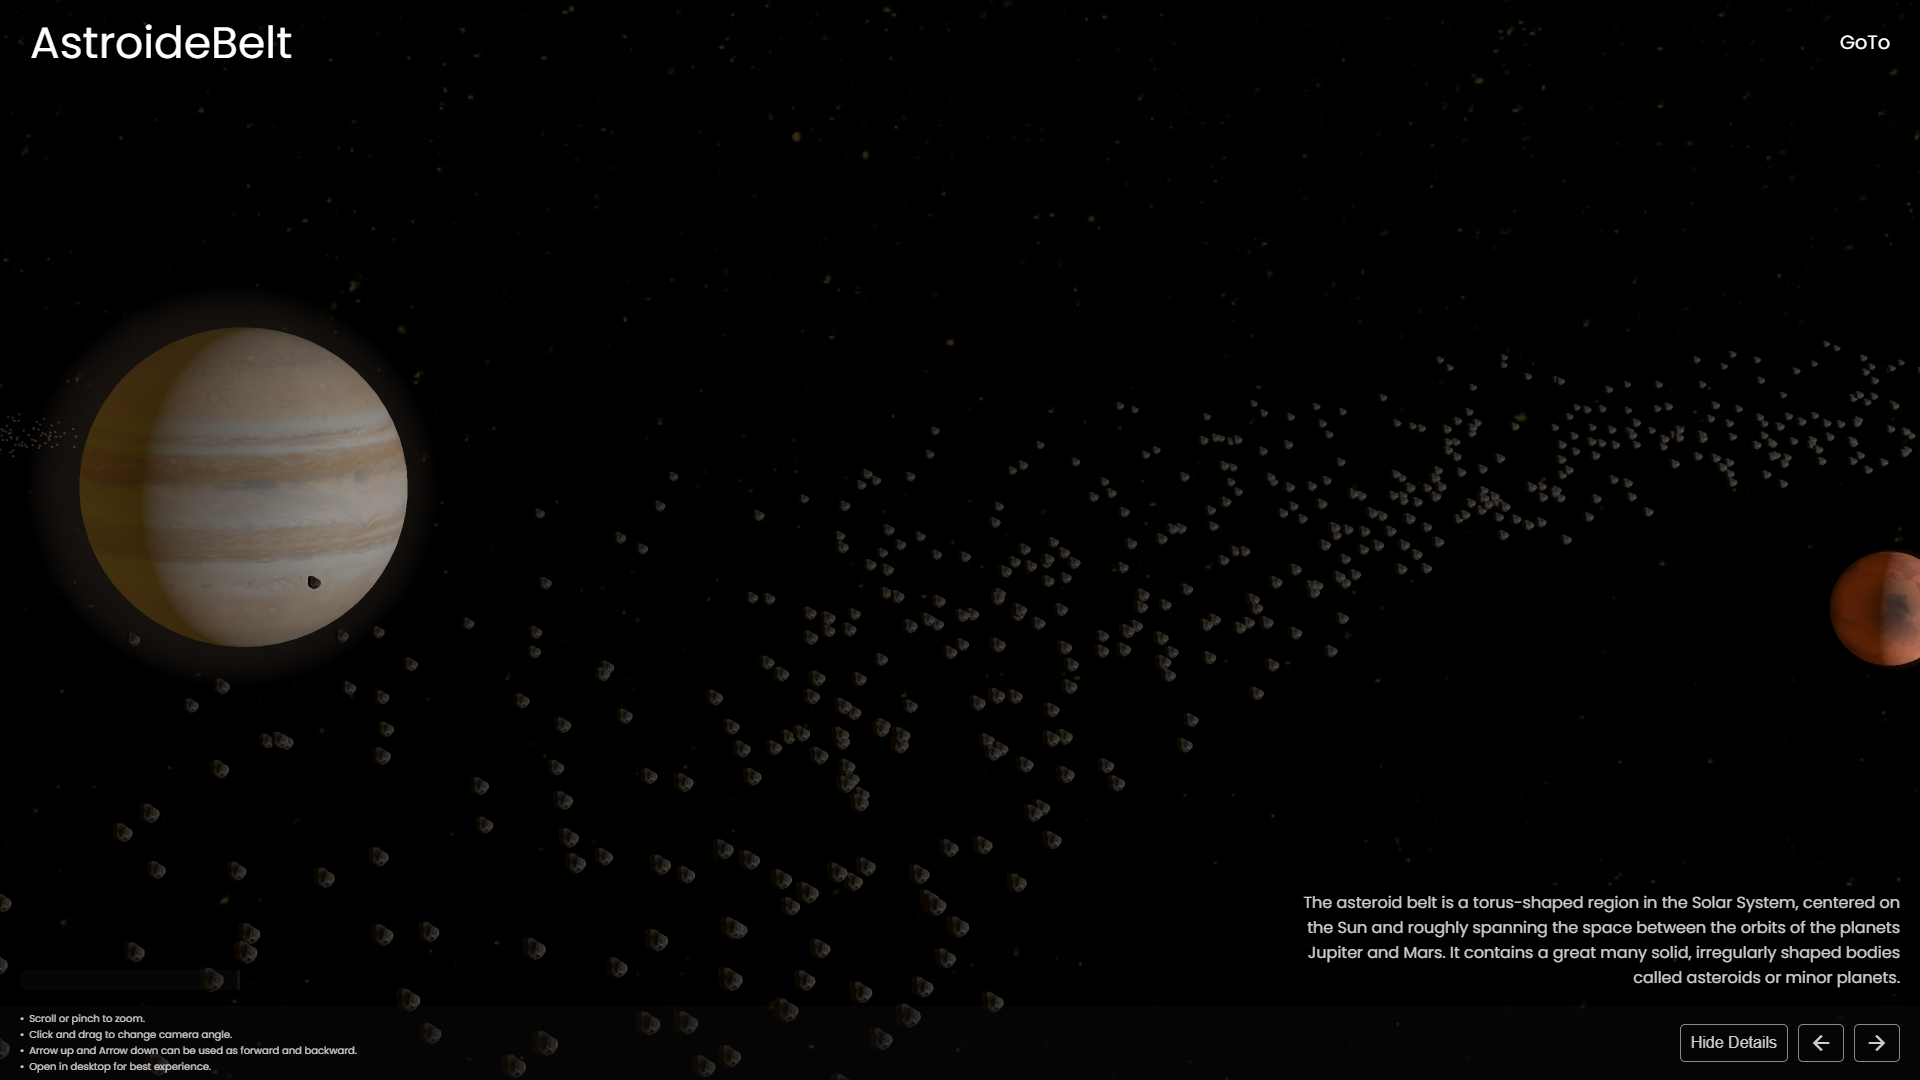 AstroideBelt
GoTo
The asteroid belt is a torus-shaped region in the Solar System, centered on
the Sun and roughly spanning the space between the orbits of the planets
Jupiter and Mars. It contains a great many solid, irregularly shaped bodies
called asteroids or minor planets.
• Scroll or pinch to zoom.
• Click and drag to change camera angle.
• Arrow up and Arrow down can be used as forward and backward.
• Open in desktop for best experience.
Hide Details